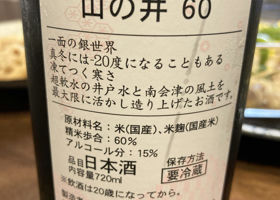 山の井 60
一面の銀世界
真冬には-20度になることもある
凍てつく寒さ
超軟水の井戸水と南会津の風土を
最大限に活かし造り上げたお酒です。
原材料名：米(国産)、米麹(国産米)
精米歩合：60%
アルコール分：15%
品目 日本酒
内容量720ml
保存方法
要冷蔵
※飲酒は20歳になってから。